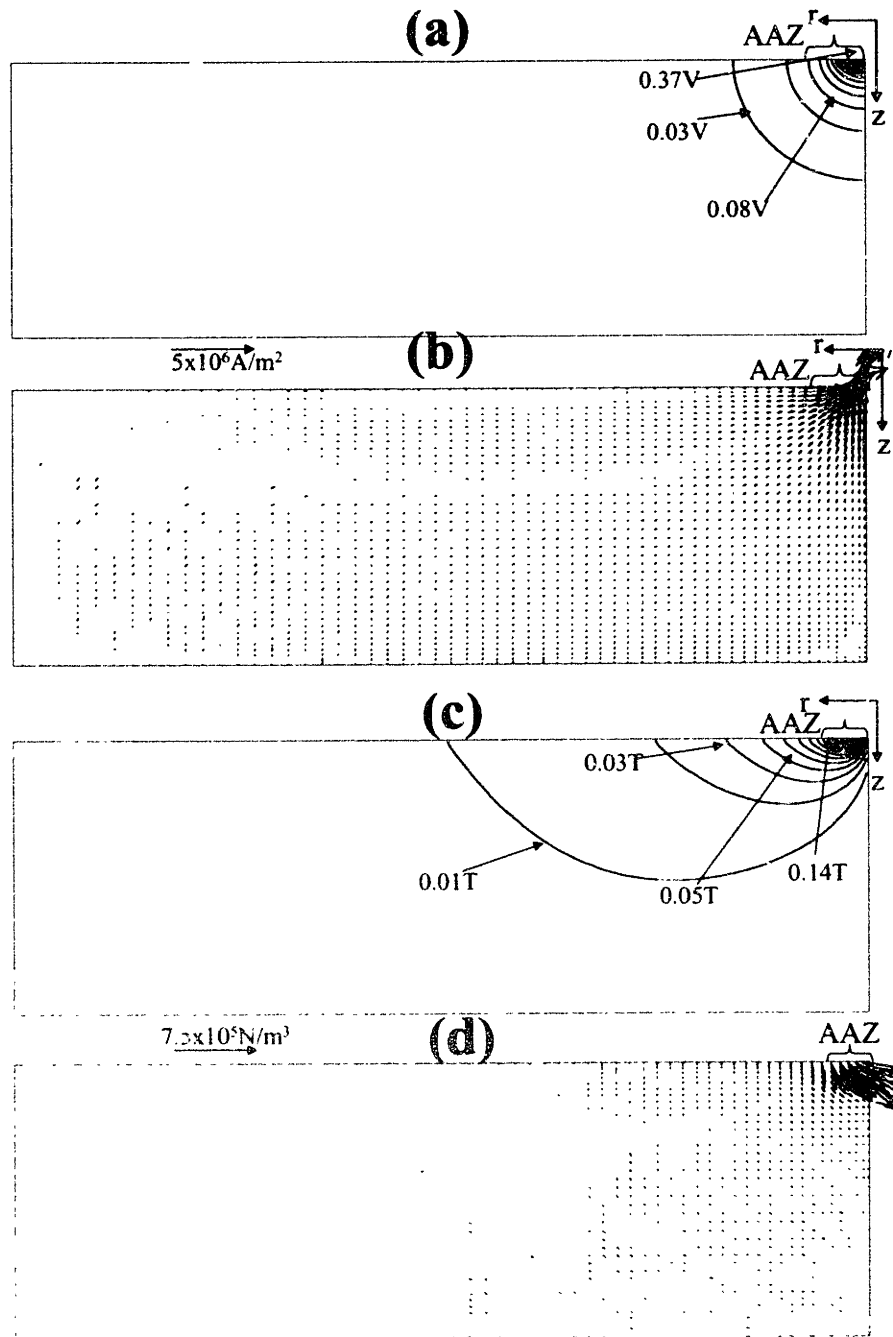 (a)
r
AAZ
0.37V
z
0.03V
0.08V
5x10⁶A/m²
(b)
r
AAZ
z
(c)
r
AAZ
0.03T
z
0.01T
0.05T
0.14T
(d)
AAZ